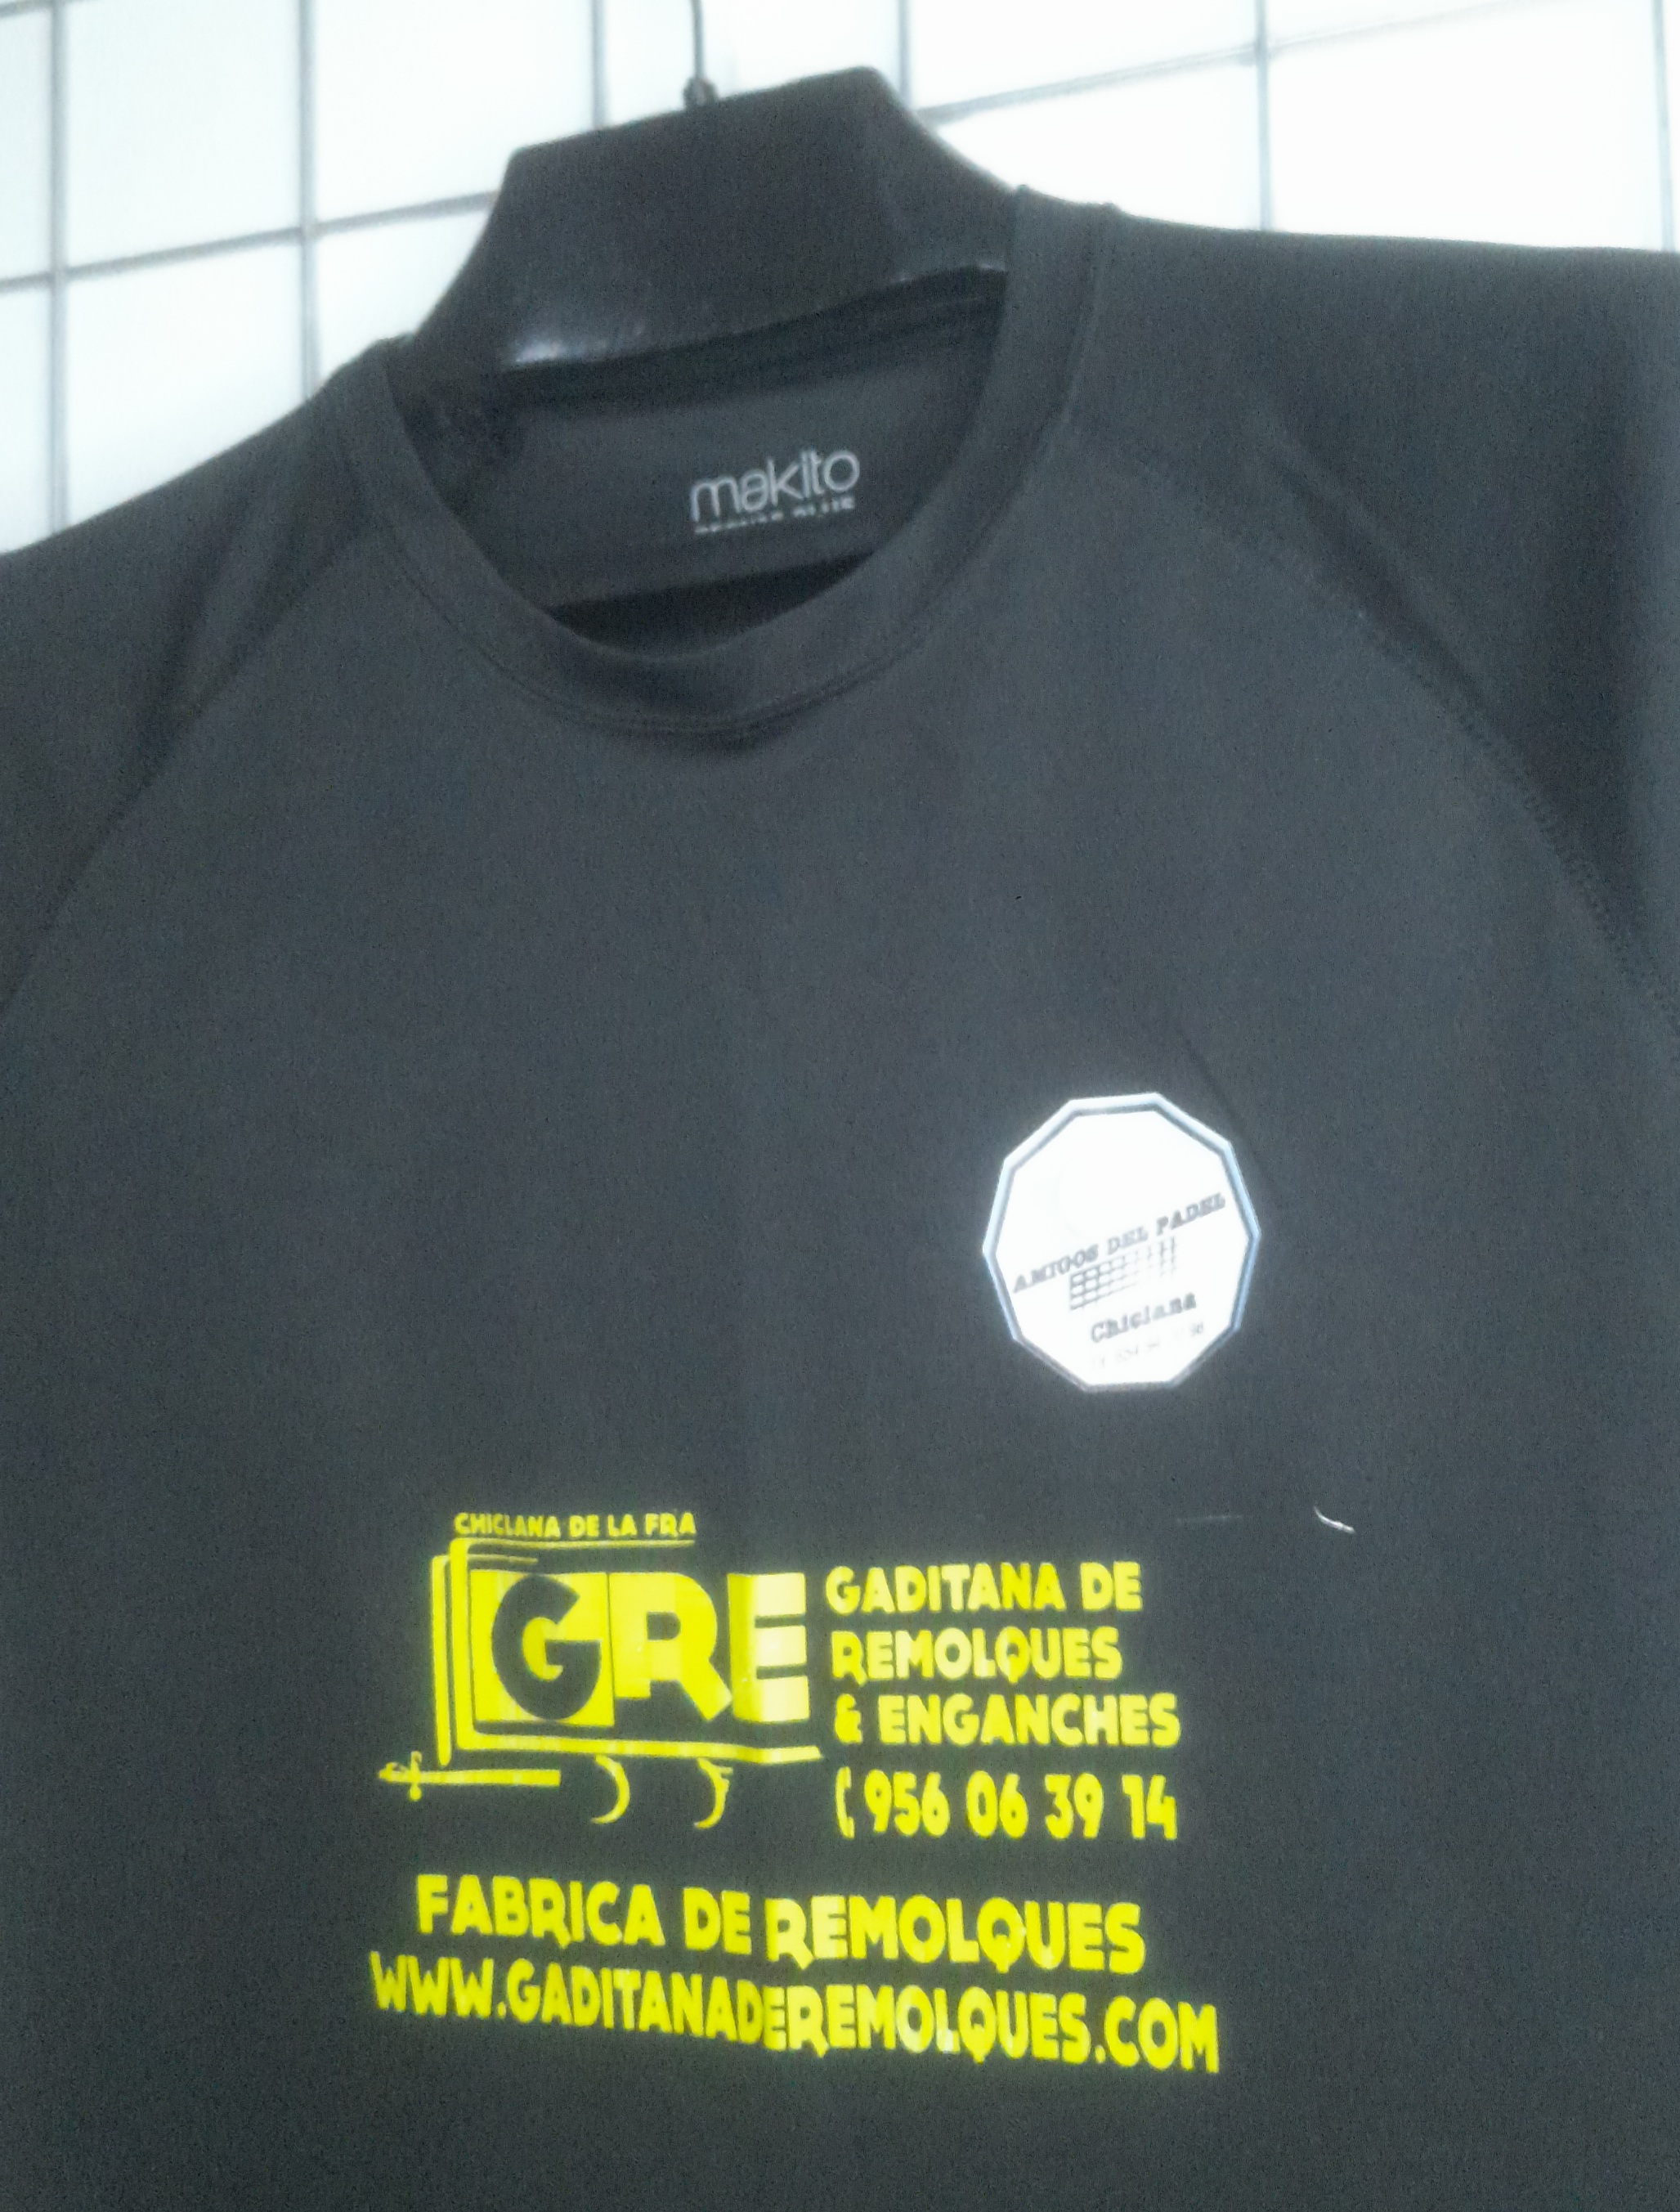 makito
AMIGOS DEL PADEL
Chiclana
CHICLANA DE LA FRA
GRE
GADITANA DE
REMOLQUES
& ENGANCHES
956 06 39 14
FABRICA DE REMOLQUES
WWW.GADITANADEREMOLQUES.COM